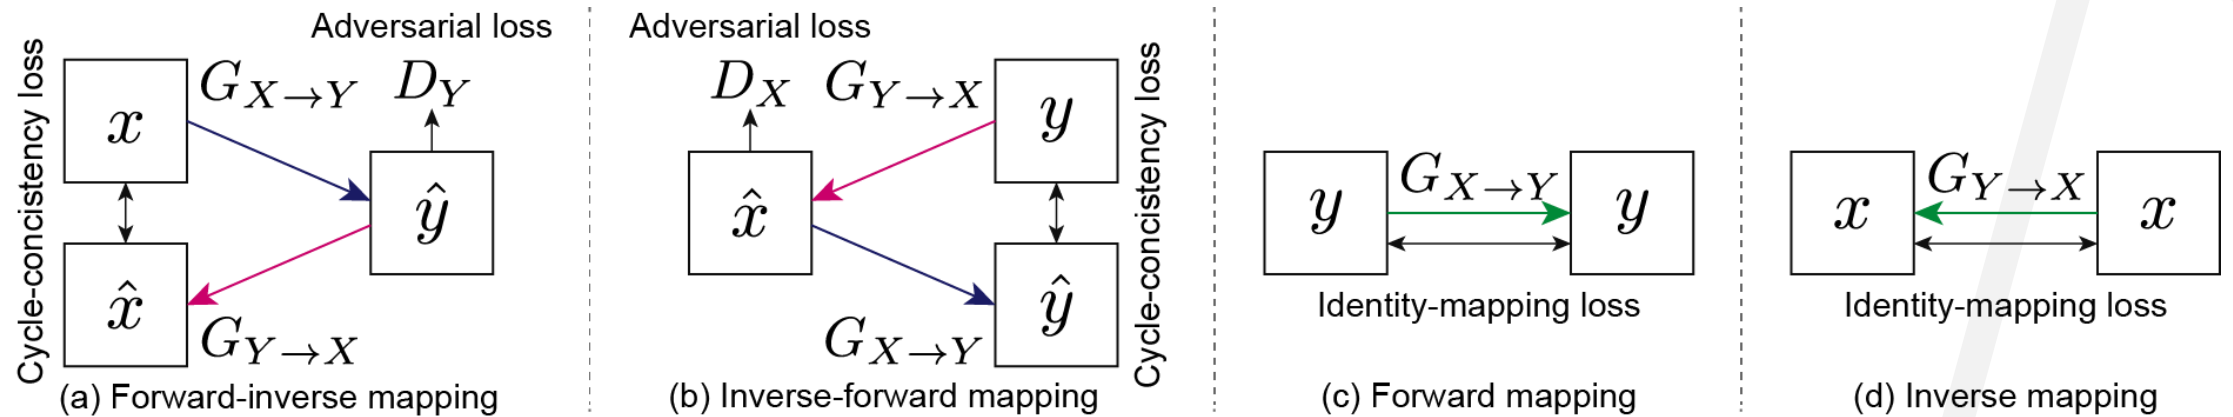 Cycle-concistency loss
Adversarial loss
x
G_{X→Y}
D_Y
ŷ
x̂
G_{Y→X}
(a) Forward-inverse mapping
Adversarial loss
D_X
G_{Y→X}
y
x̂
ŷ
G_{X→Y}
Cycle-concistency loss
(b) Inverse-forward mapping
y
G_{X→Y}
y
Identity-mapping loss
(c) Forward mapping
x
G_{Y→X}
x
Identity-mapping loss
(d) Inverse mapping